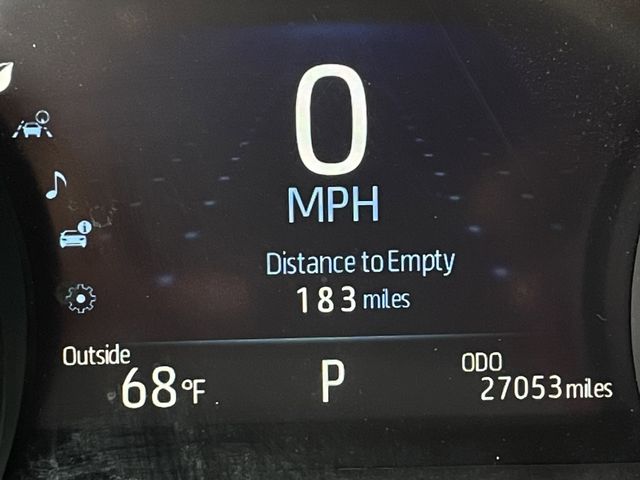 0
MPH
Distance to Empty
183 miles
Outside
68°F
P
ODO
27053 miles